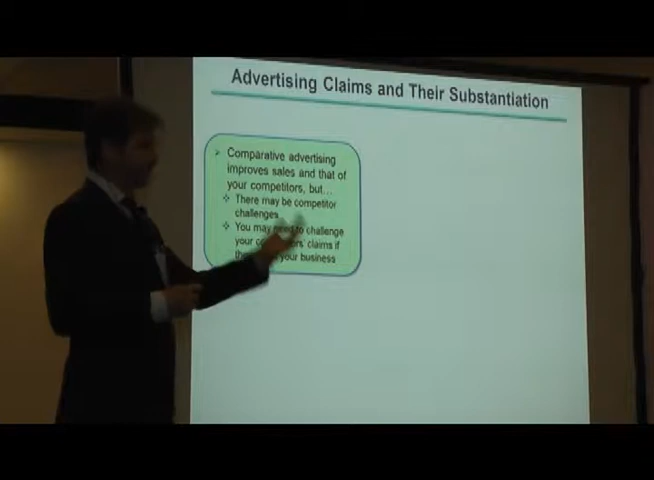 Advertising Claims and Their Substantiation
Comparative advertising
improves sales and that of
your competitors, but...
There may be competitor
challenges
You may need to challenge
your claims if
your business